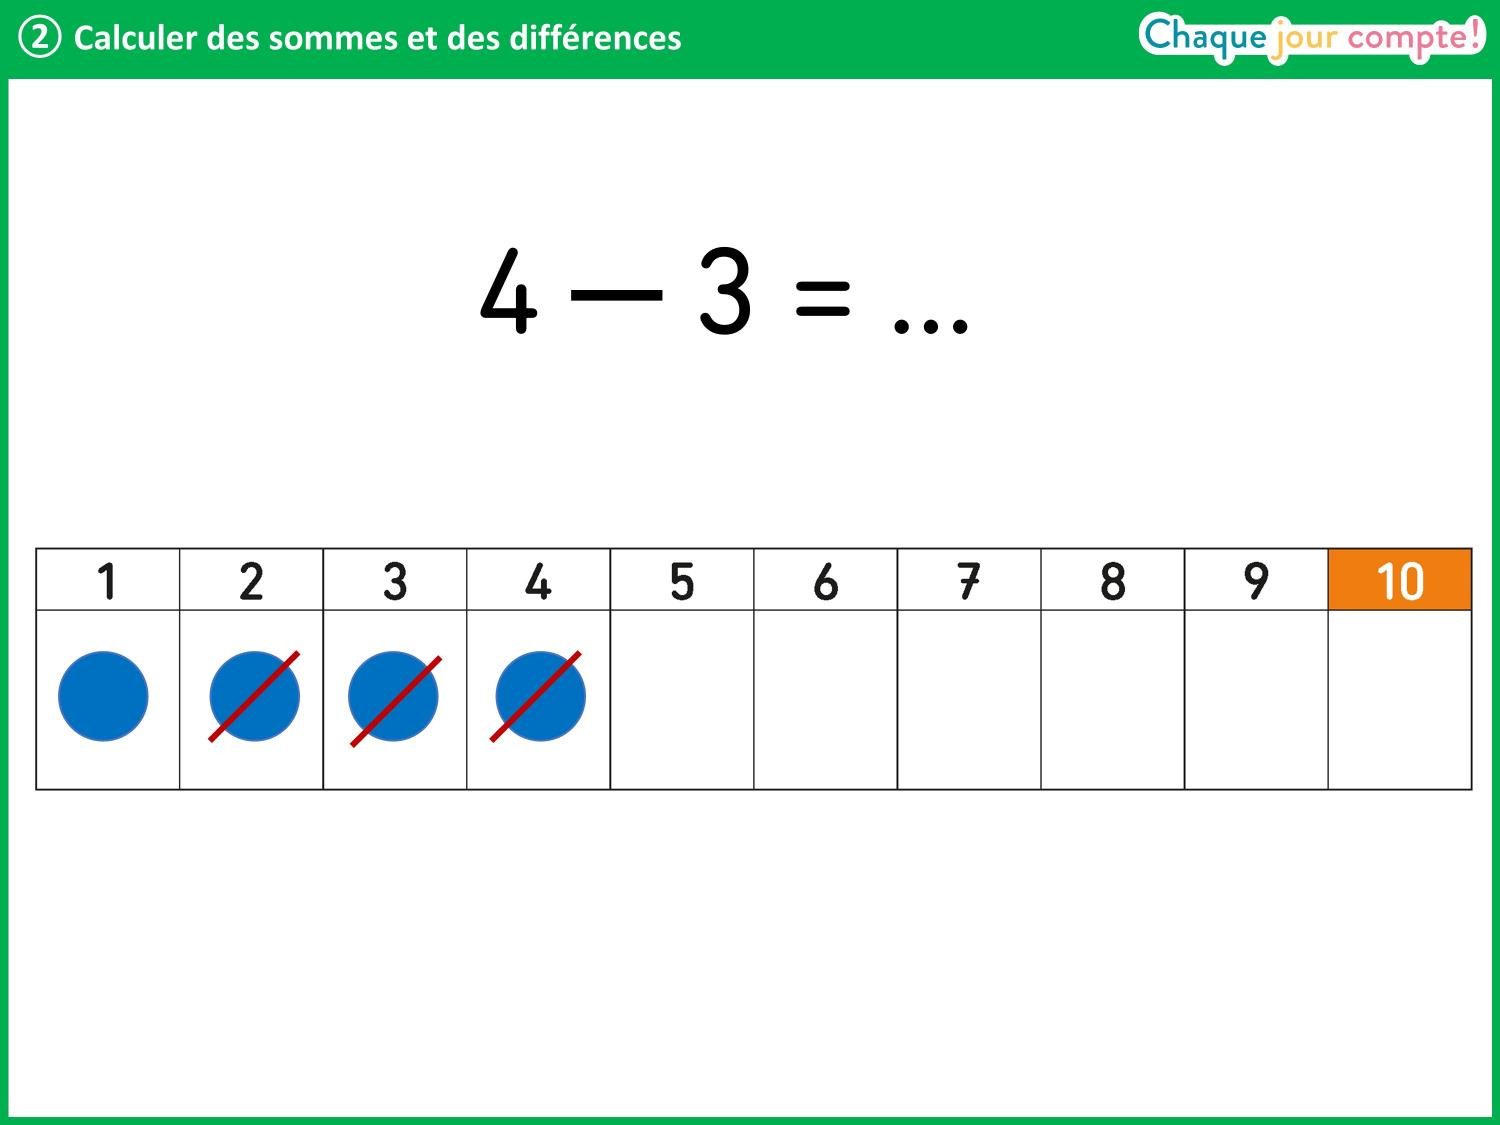 ② Calculer des sommes et des différences
Chaque jour compte!
4 — 3 = ...
1 2 3 4 5 6 7 8 9 10